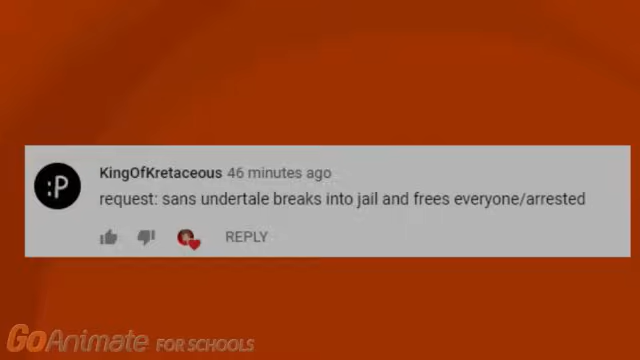 KingOfKretaceous 46 minutes ago
request: sans undertale breaks into jail and frees everyone/arrested
REPLY
GoAnimate FOR SCHOOLS